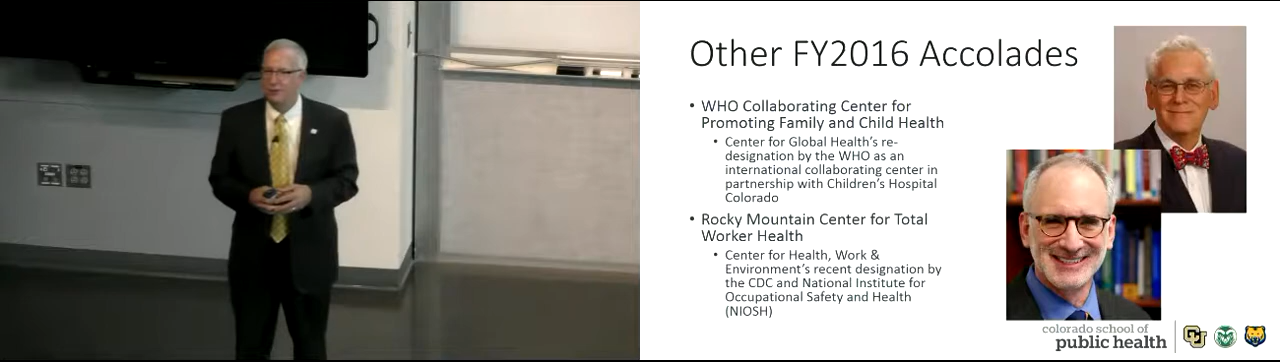 Other FY2016 Accolades
• WHO Collaborating Center for
Promoting Family and Child Health
• Center for Global Health's re-
designation by the WHO as an
international collaborating center in
partnership with Children's Hospital
Colorado
• Rocky Mountain Center for Total
Worker Health
• Center for Health, Work &
Environment's recent designation by
the CDC and National Institute for
Occupational Safety and Health
(NIOSH)
colorado school of
public health
CU